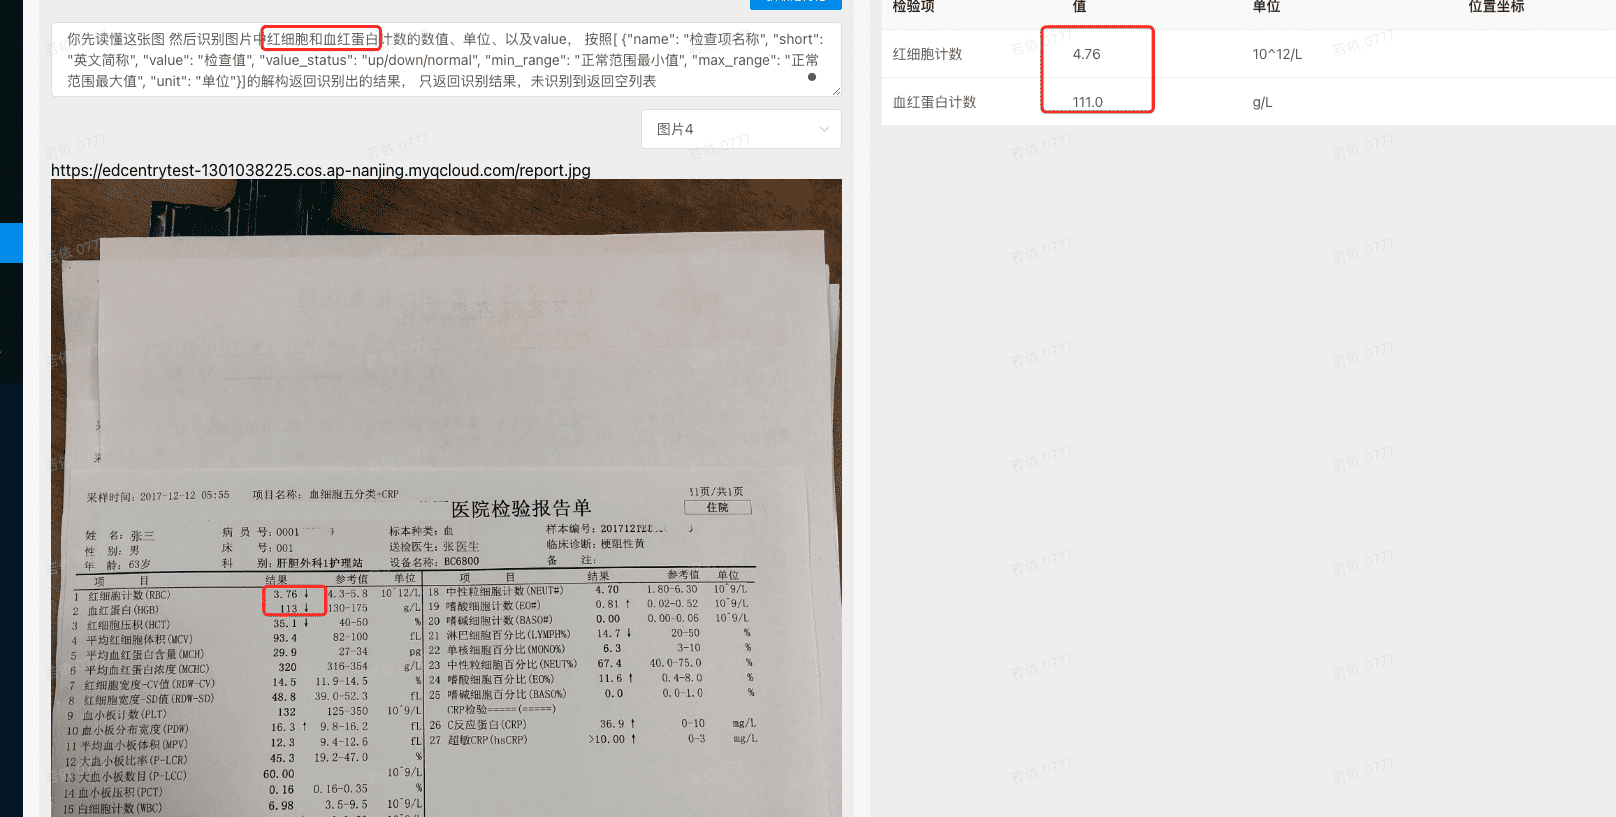 你先读懂这张图 然后识别图片中红细胞和血红蛋白计数的数值、单位、以及value， 按照[ {"name": "检查项名称", "short":
"英文简称", "value": "检查值", "value_status": "up/down/normal", "min_range": "正常范围最小值", "max_range": "正常
范围最大值", "unit": "单位"}]的解构返回识别出的结果， 只返回识别结果，未识别到返回空列表
图片4
https://edcentrytest-1301038225.cos.ap-nanjing.myqcloud.com/report.jpg
采样时间：2017-12-12 05:55 项目名称：血细胞五分类+CRP
医院检验报告单
页/共1页
住院
姓 名：张三 病 员 号：0001 标本种类：血 样本编号：201712
性 别：男 床 号：001 送检医生：张医生 临床诊断：梗阻性黄
年 龄：63岁 科 别：肝胆外科1护理站 设备名称：BC6800 备 注：
项 目 结果 参考值 单位
1 红细胞计数(RBC) 3.76 ↓ 4.3-5.8 10^12/L
2 血红蛋白(HGB) 113 ↓ 130-175 g/L
3 红细胞压积(HCT) 35.1 ↓ 40-50 %
4 平均红细胞体积(MCV) 93.4 82-100 fL
5 平均血红蛋白含量(MCH) 29.9 27-34 pg
6 平均血红蛋白浓度(MCHC) 320 316-354 g/L
7 红细胞宽度-CV值(RDW-CV) 14.5 11.9-14.5 %
8 红细胞宽度-SD值(RDW-SD) 48.8 39.0-52.3 fL
9 血小板计数(PLT) 132 125-350 10^9/L
10 血小板分布宽度(PDW) 16.3 ↑ 9.8-16.2 fL
11 平均血小板体积(MPV) 12.3 9.4-12.6 fL
12 大血小板比率(P-LCR) 45.3 19.2-47.0 %
13 大血小板数目(P-LCC) 60.00 10^9/L
14 血小板压积(PCT) 0.16 0.16-0.35 %
15 白细胞计数(WBC) 6.98 3.5-9.5 10^9/L
项 目 结果 参考值 单位
18 中性粒细胞计数(NEUT#) 4.70 1.80-6.30 10^9/L
19 嗜酸细胞计数(EO#) 0.81 ↑ 0.02-0.52 10^9/L
20 嗜碱细胞计数(BASO#) 0.00 0.00-0.06 10^9/L
21 淋巴细胞百分比(LYMPH%) 14.7 ↓ 20-50 %
22 单核细胞百分比(MONO%) 6.3 3-10 %
23 中性粒细胞百分比(NEUT%) 67.4 40.0-75.0 %
24 嗜酸细胞百分比(EO%) 11.6 ↑ 0.4-8.0 %
25 嗜碱细胞百分比(BASO%) 0.0 0.0-1.0 %
CRP检验=====(=====)
26 C反应蛋白(CRP) 36.9 ↑ 0-10 mg/L
27 超敏CRP(hsCRP) >10.00 ↑ 0-3 mg/L
检验项 值 单位 位置坐标
红细胞计数 4.76 10^12/L
血红蛋白计数 111.0 g/L
若依 0777